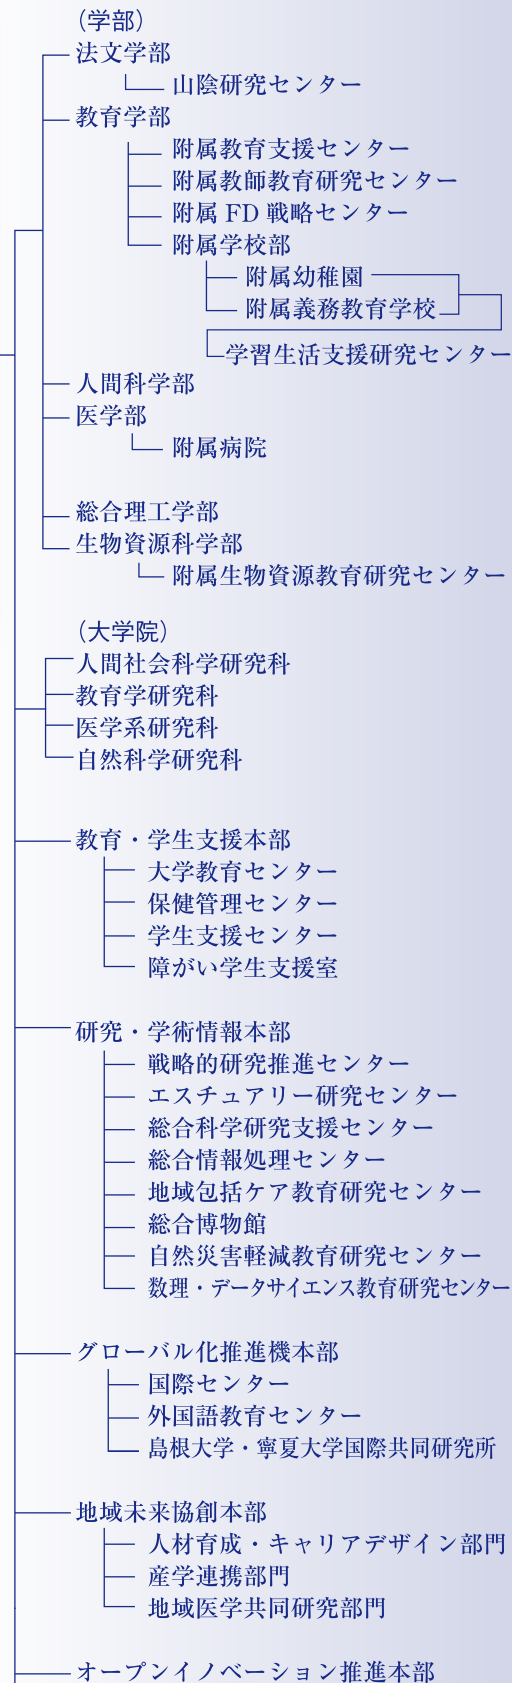 （学部）
法文学部
山陰研究センター
教育学部
附属教育支援センター
附属教師教育研究センター
附属 FD 戦略センター
附属学校部
附属幼稚園
附属義務教育学校
学習生活支援研究センター
人間科学部
医学部
附属病院
総合理工学部
生物資源科学部
附属生物資源教育研究センター
（大学院）
人間社会科学研究科
教育学研究科
医学系研究科
自然科学研究科
教育・学生支援本部
大学教育センター
保健管理センター
学生支援センター
障がい学生支援室
研究・学術情報本部
戦略的研究推進センター
エスチュアリー研究センター
総合科学研究支援センター
総合情報処理センター
地域包括ケア教育研究センター
総合博物館
自然災害軽減教育研究センター
数理・データサイエンス教育研究センター
グローバル化推進機本部
国際センター
外国語教育センター
島根大学・寧夏大学国際共同研究所
地域未来協創本部
人材育成・キャリアデザイン部門
産学連携部門
地域医学共同研究部門
オープンイノベーション推進本部